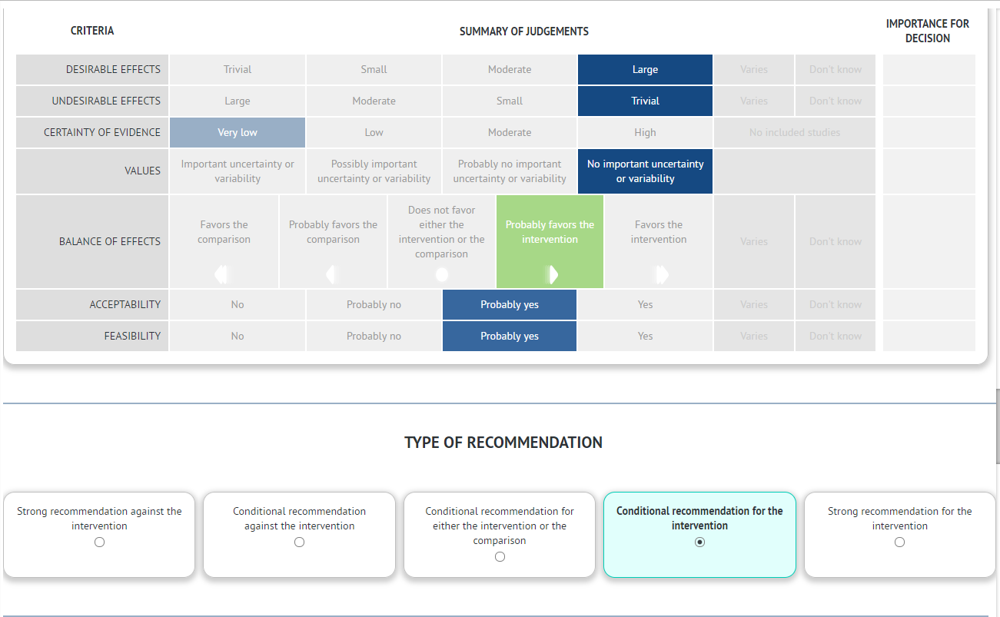 CRITERIA
SUMMARY OF JUDGEMENTS
IMPORTANCE FOR
DECISION
DESIRABLE EFFECTS Trivial Small Moderate Large Varies Don't know
UNDESIRABLE EFFECTS Large Moderate Small Trivial Varies Don't know
CERTAINTY OF EVIDENCE Very low Low Moderate High No included studies
VALUES
Important uncertainty or
variability
Possibly important
uncertainty or variability
Probably no important
uncertainty or variability
No important uncertainty
or variability
BALANCE OF EFFECTS
Favors the
comparison
Probably favors the
comparison
Does not favor
either the
intervention or the
comparison
Probably favors the
intervention
Favors the
intervention
Varies
Don't know
ACCEPTABILITY No Probably no Probably yes Yes Varies Don't know
FEASIBILITY No Probably no Probably yes Yes Varies Don't know
TYPE OF RECOMMENDATION
Strong recommendation against the
intervention
Conditional recommendation
against the intervention
Conditional recommendation for
either the intervention or the
comparison
Conditional recommendation for the
intervention
Strong recommendation for the
intervention